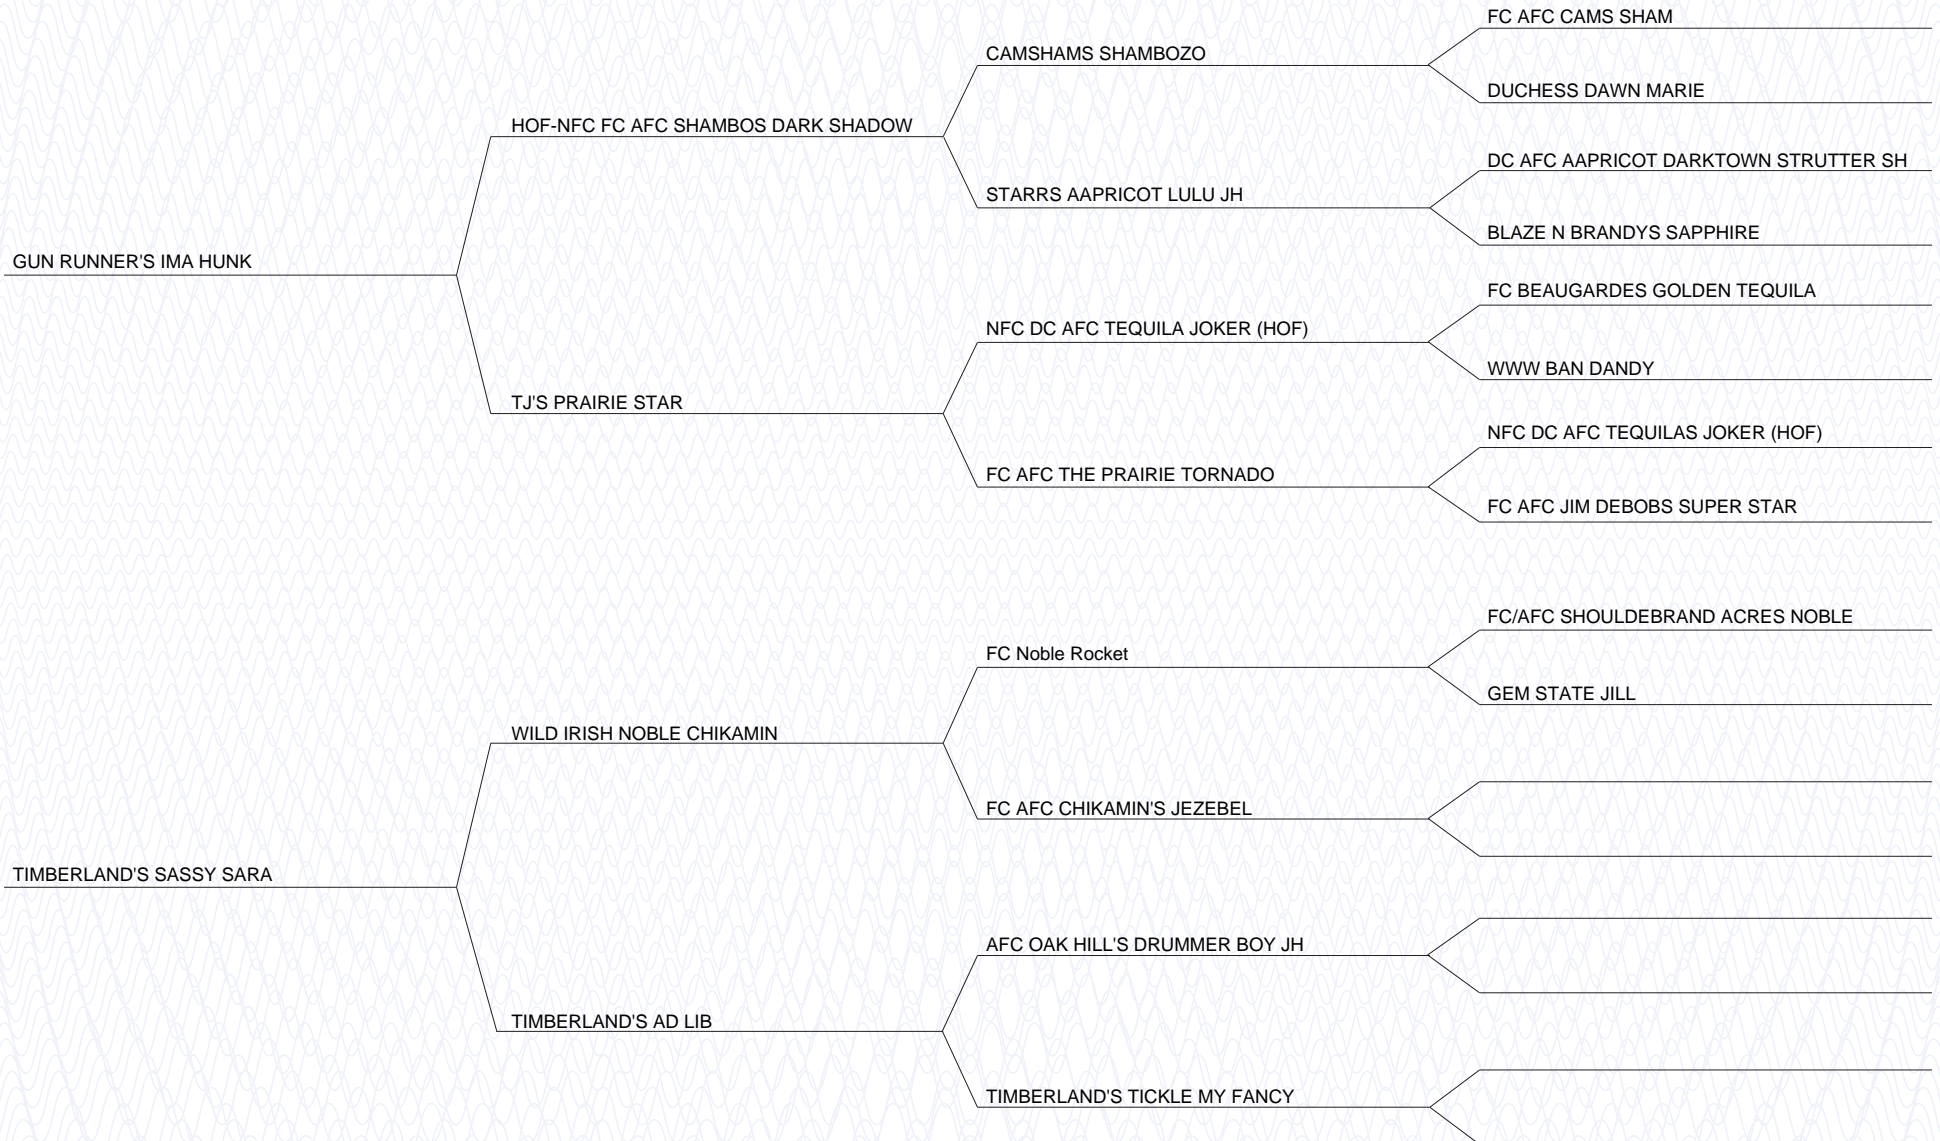 FC AFC CAMS SHAM
CAMSHAMS SHAMBOZO
DUCHESS DAWN MARIE
HOF-NFC FC AFC SHAMBOS DARK SHADOW
DC AFC AAPRICOT DARKTOWN STRUTTER SH
STARRS AAPRICOT LULU JH
BLAZE N BRANDYS SAPPHIRE
GUN RUNNER'S IMA HUNK
FC BEAUGARDES GOLDEN TEQUILA
NFC DC AFC TEQUILA JOKER (HOF)
WWW BAN DANDY
TJ'S PRAIRIE STAR
NFC DC AFC TEQUILAS JOKER (HOF)
FC AFC THE PRAIRIE TORNADO
FC AFC JIM DEBOBS SUPER STAR
FC/AFC SHOULDEBRAND ACRES NOBLE
FC Noble Rocket
GEM STATE JILL
WILD IRISH NOBLE CHIKAMIN
FC AFC CHIKAMIN'S JEZEBEL
TIMBERLAND'S SASSY SARA
AFC OAK HILL'S DRUMMER BOY JH
TIMBERLAND'S AD LIB
TIMBERLAND'S TICKLE MY FANCY